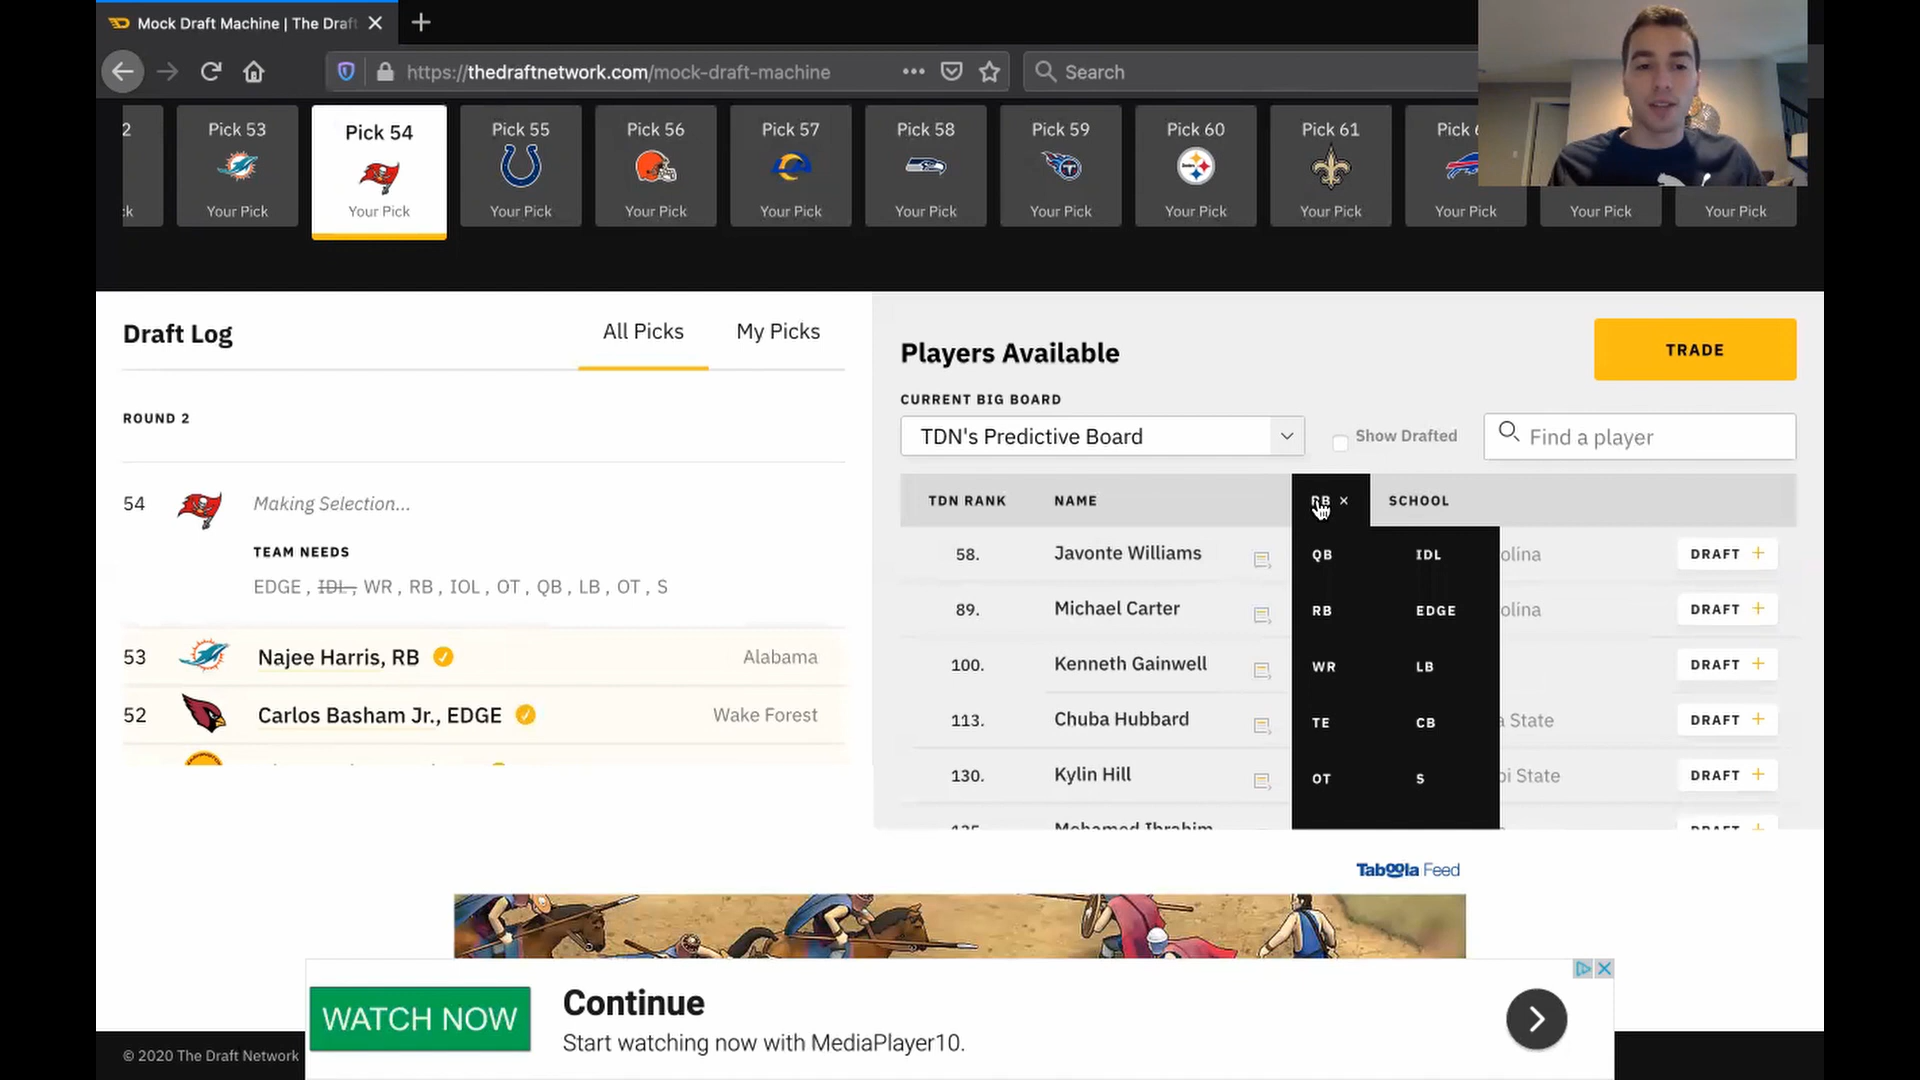 Mock Draft Machine | The Draft
https://thedraftnetwork.com/mock-draft-machine
Search
Pick 53
Pick 54
Pick 55
Pick 56
Pick 57
Pick 58
Pick 59
Pick 60
Pick 61
Pick
Your Pick
Your Pick
Your Pick
Your Pick
Your Pick
Your Pick
Your Pick
Your Pick
Your Pick
Your Pick
Your Pick
Your Pick
Draft Log
All Picks
My Picks
ROUND 2
54
Making Selection...
TEAM NEEDS
EDGE , IDL , WR , RB , IOL , OT , QB , LB , OT , S
53
Najee Harris, RB
Alabama
52
Carlos Basham Jr., EDGE
Wake Forest
Players Available
TRADE
CURRENT BIG BOARD
TDN's Predictive Board
Show Drafted
Find a player
TDN RANK NAME RB × SCHOOL
58. Javonte Williams olina DRAFT +
89. Michael Carter olina DRAFT +
100. Kenneth Gainwell DRAFT +
113. Chuba Hubbard a State DRAFT +
130. Kylin Hill pi State DRAFT +
Mohamed Ibrahim
QB IDL
RB EDGE
WR LB
TE CB
OT S
Taboola Feed
WATCH NOW
Continue
Start watching now with MediaPlayer10.
© 2020 The Draft Network